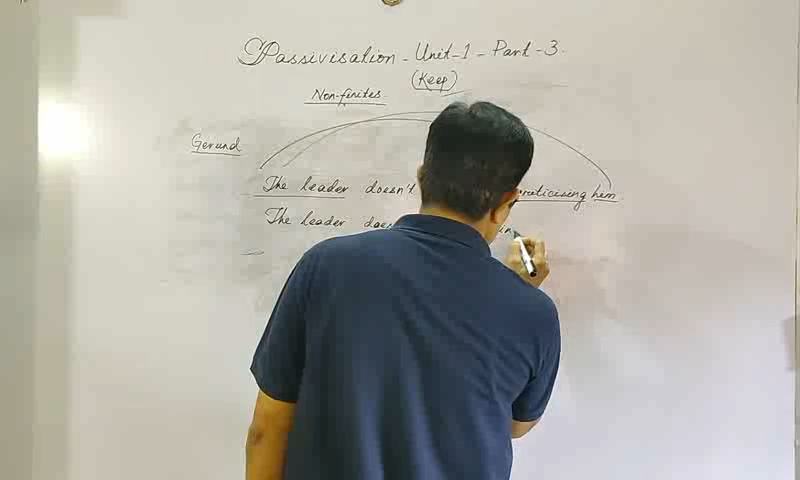 Passivisation - Unit-1 - Part-3.
(Keep)
Non-finites
Gerund
The leader doesn't criticising him.
The leader